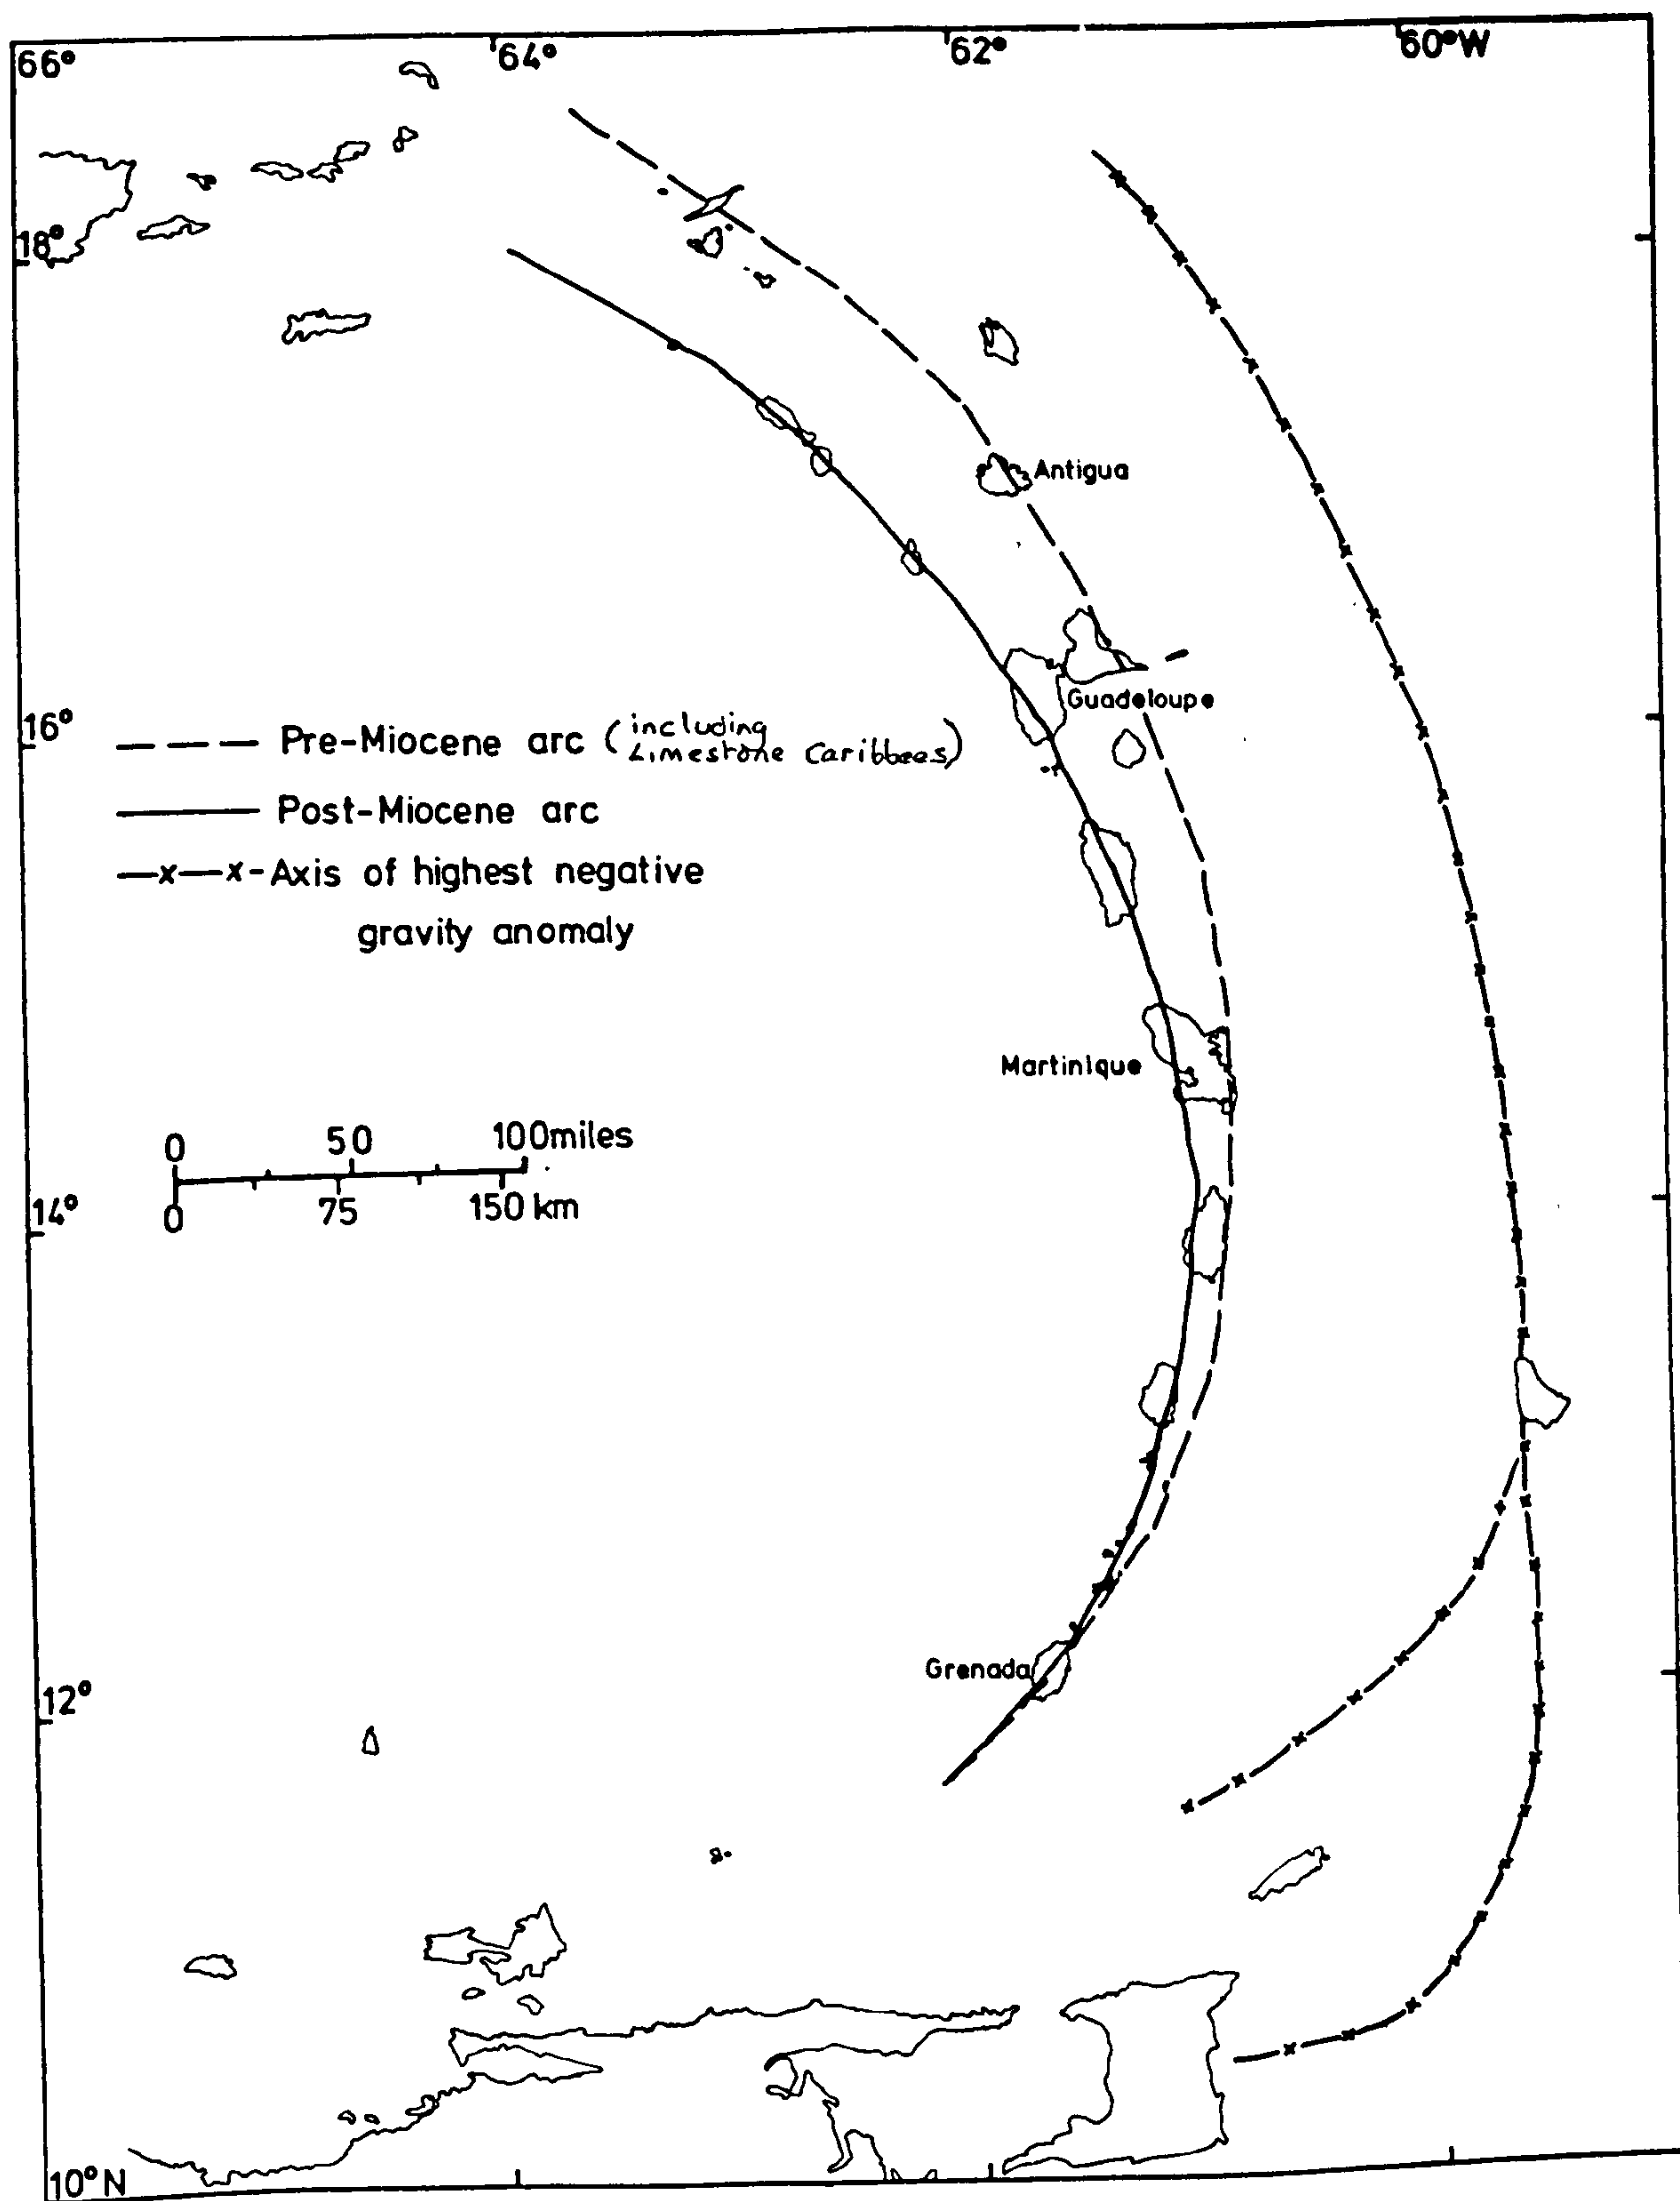 66° 64° 62° 60°W
18°
Antigua
Guadeloupe
16°
— — — Pre-Miocene arc (including
Limestone Caribbees)
Post-Miocene arc
—x—x- Axis of highest negative
gravity anomaly
Martinique
0 50 100miles
0 75 150 km
14°
Grenada
12°
10°N